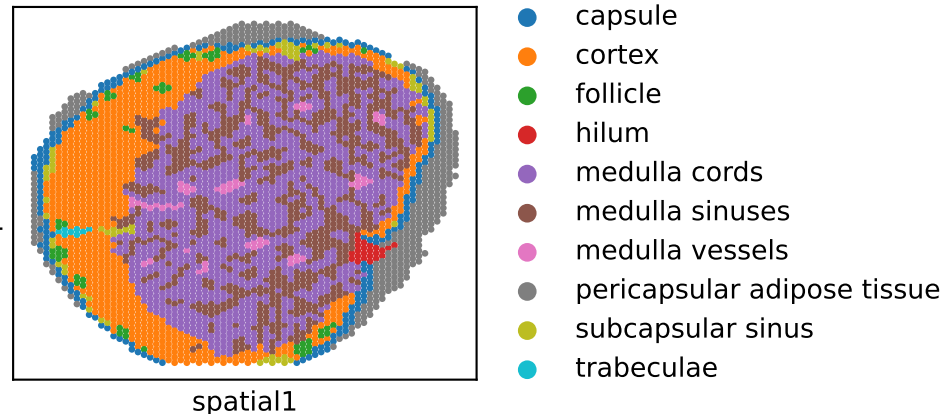 capsule
cortex
follicle
hilum
medulla cords
medulla sinuses
medulla vessels
pericapsular adipose tissue
subcapsular sinus
trabeculae
spatial1